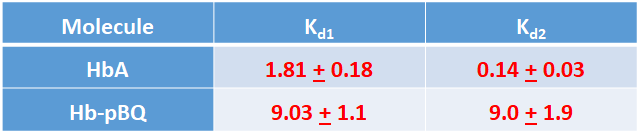 Molecule Kd1 Kd2
HbA 1.81 ± 0.18 0.14 ± 0.03
Hb-pBQ 9.03 ± 1.1 9.0 ± 1.9